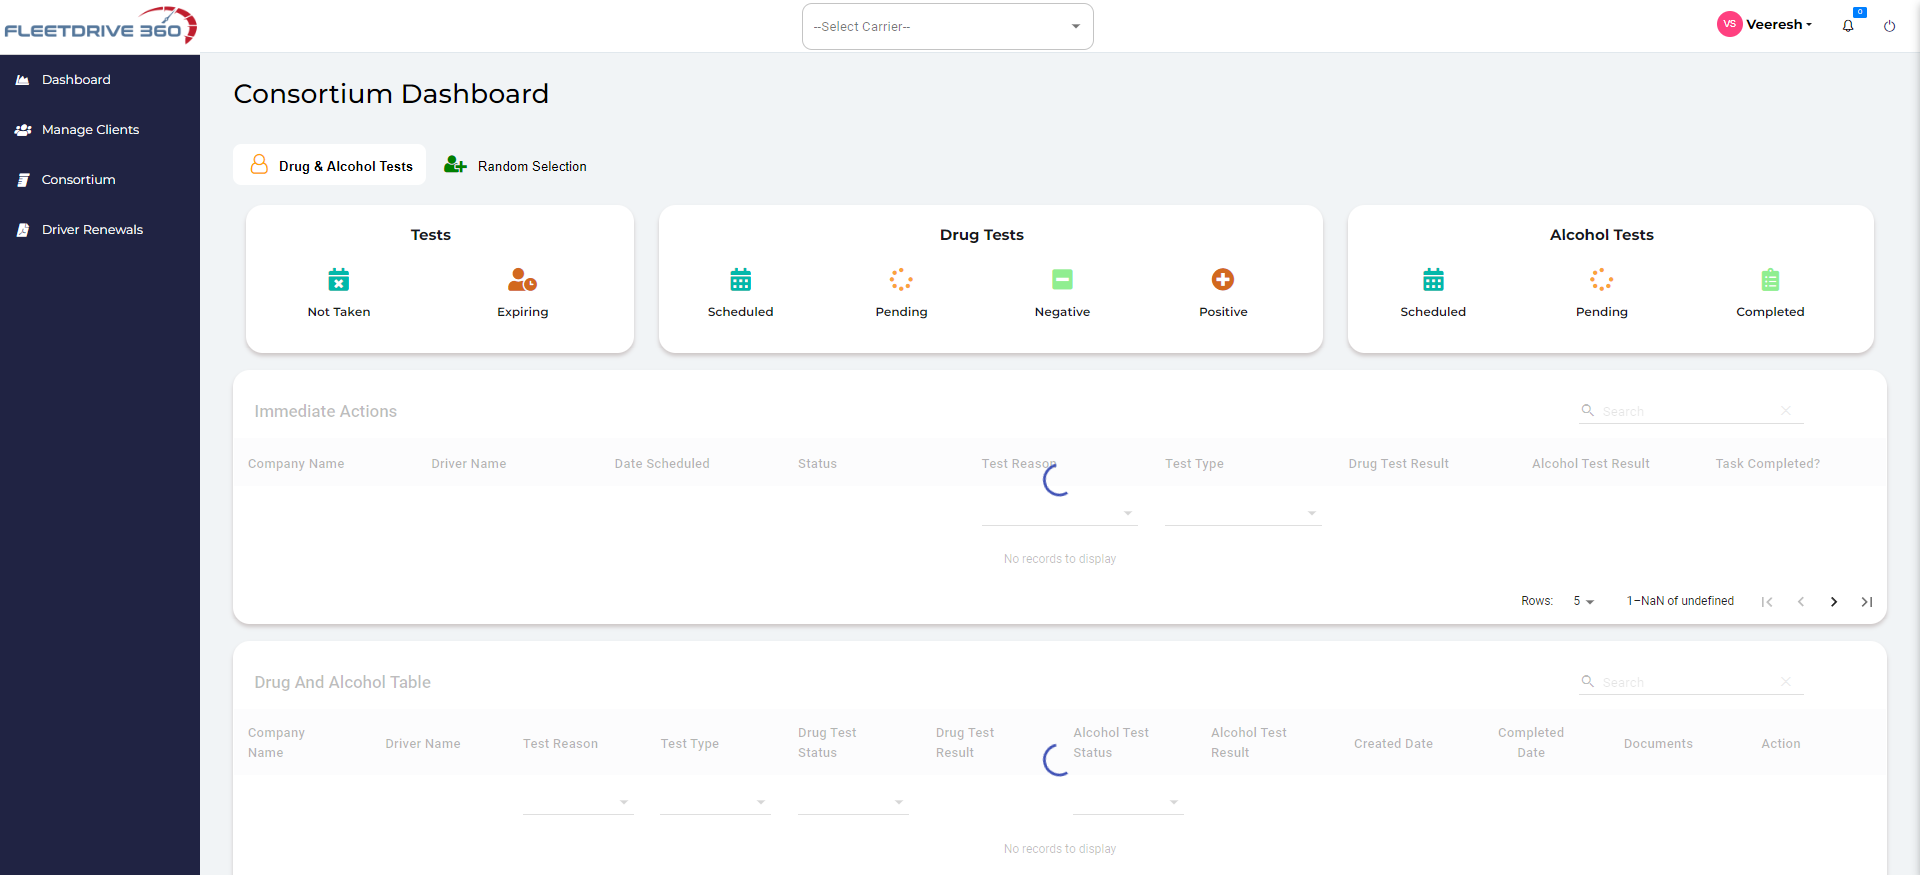 FLEETDRIVE 360
--Select Carrier--
VS
Veeresh
0
Dashboard
Manage Clients
Consortium
Driver Renewals
Consortium Dashboard
Drug & Alcohol Tests
Random Selection
Tests
Not Taken
Expiring
Drug Tests
Scheduled
Pending
Negative
Positive
Alcohol Tests
Scheduled
Pending
Completed
Immediate Actions
Search
Company Name
Driver Name
Date Scheduled
Status
Test Reason
Test Type
Drug Test Result
Alcohol Test Result
Task Completed?
No records to display
Rows:
5
1–NaN of undefined
Drug And Alcohol Table
Search
Company
Name
Driver Name
Test Reason
Test Type
Drug Test
Status
Drug Test
Result
Alcohol Test
Status
Alcohol Test
Result
Created Date
Completed
Date
Documents
Action
No records to display